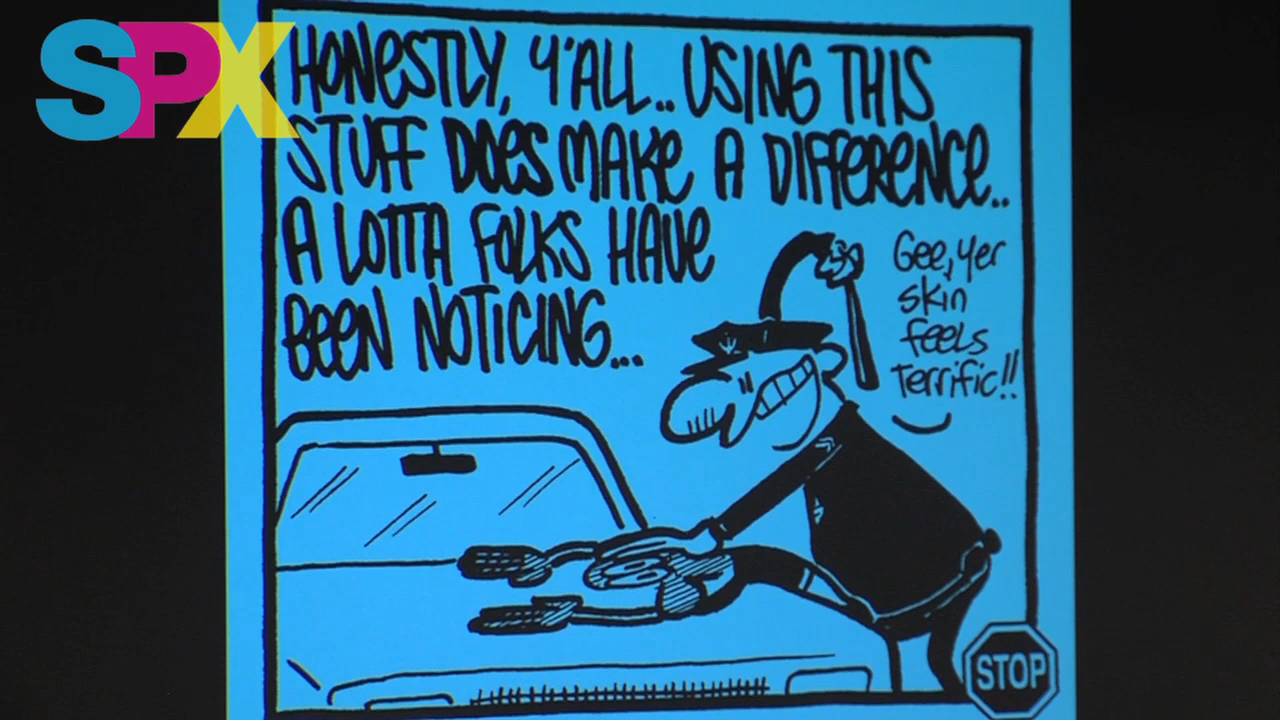 SPX
HONESTLY, Y'ALL.. USING THIS
STUFF DOES MAKE A DIFFERENCE..
A LOTTA FOLKS HAVE
BEEN NOTICING...
Gee, yer
skin
feels
Terrific!!
STOP